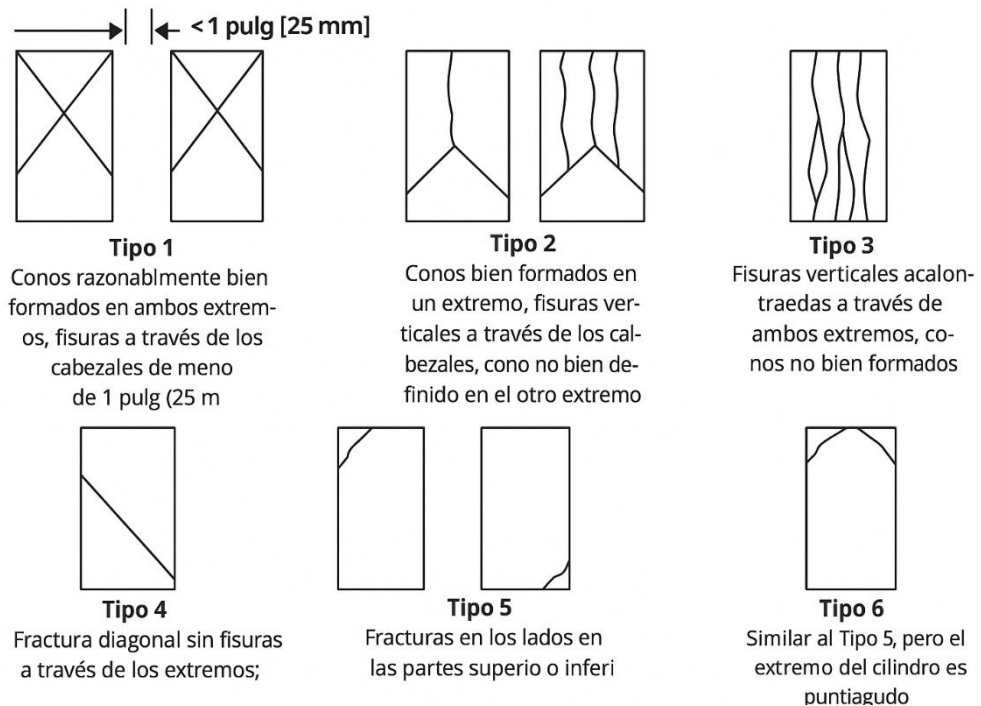 < 1 pulg [25 mm]
Tipo 1
Conos razonablmente bien
formados en ambos extrem-
os, fisuras a través de los
cabezales de meno
de 1 pulg (25 m
Tipo 2
Conos bien formados en
un extremo, fisuras ver-
ticales a través de los cal-
bezales, cono no bien de-
finido en el otro extremo
Tipo 3
Fisuras verticales acalon-
traedas a través de
ambos extremos, co-
nos no bien formados
Tipo 4
Fractura diagonal sin fisuras
a través de los extremos;
Tipo 5
Fracturas en los lados en
las partes superio o inferi
Tipo 6
Similar al Tipo 5, pero el
extremo del cilindro es
puntiagudo